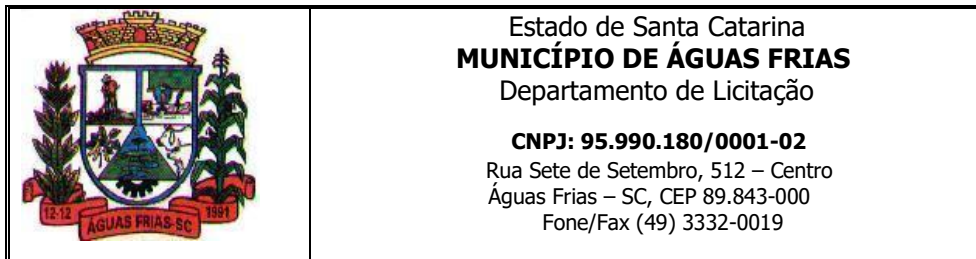 12-12
ÁGUAS FRIAS-SC
1991
Estado de Santa Catarina
MUNICÍPIO DE ÁGUAS FRIAS
Departamento de Licitação
CNPJ: 95.990.180/0001-02
Rua Sete de Setembro, 512 – Centro
Águas Frias – SC, CEP 89.843-000
Fone/Fax (49) 3332-0019